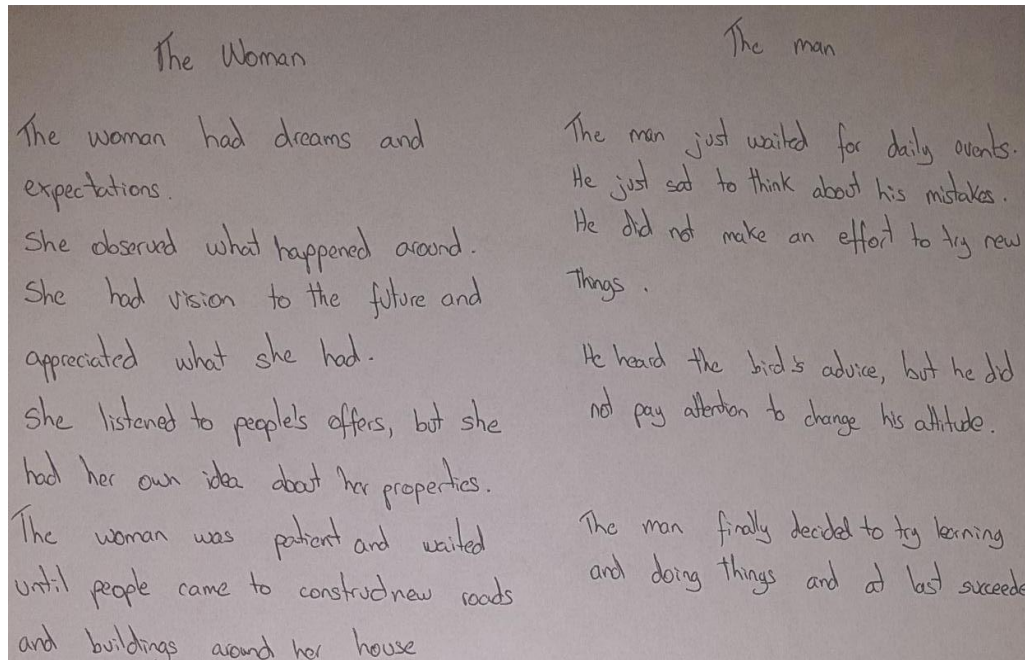 The Woman
The woman had dreams and
expectations.
She observed what happened around.
She had vision to the future and
appreciated what she had.
She listened to people's offers, but she
had her own idea about her properties.
The woman was patient and waited
until people came to construct new roads
and buildings around her house
The man
The man just waited for daily events.
He just sat to think about his mistakes.
He did not make an effort to try new
things.
He heard the bird's advice, but he did
not pay attention to change his attitude.
The man finally decided to try learning
and doing things and at last succeede